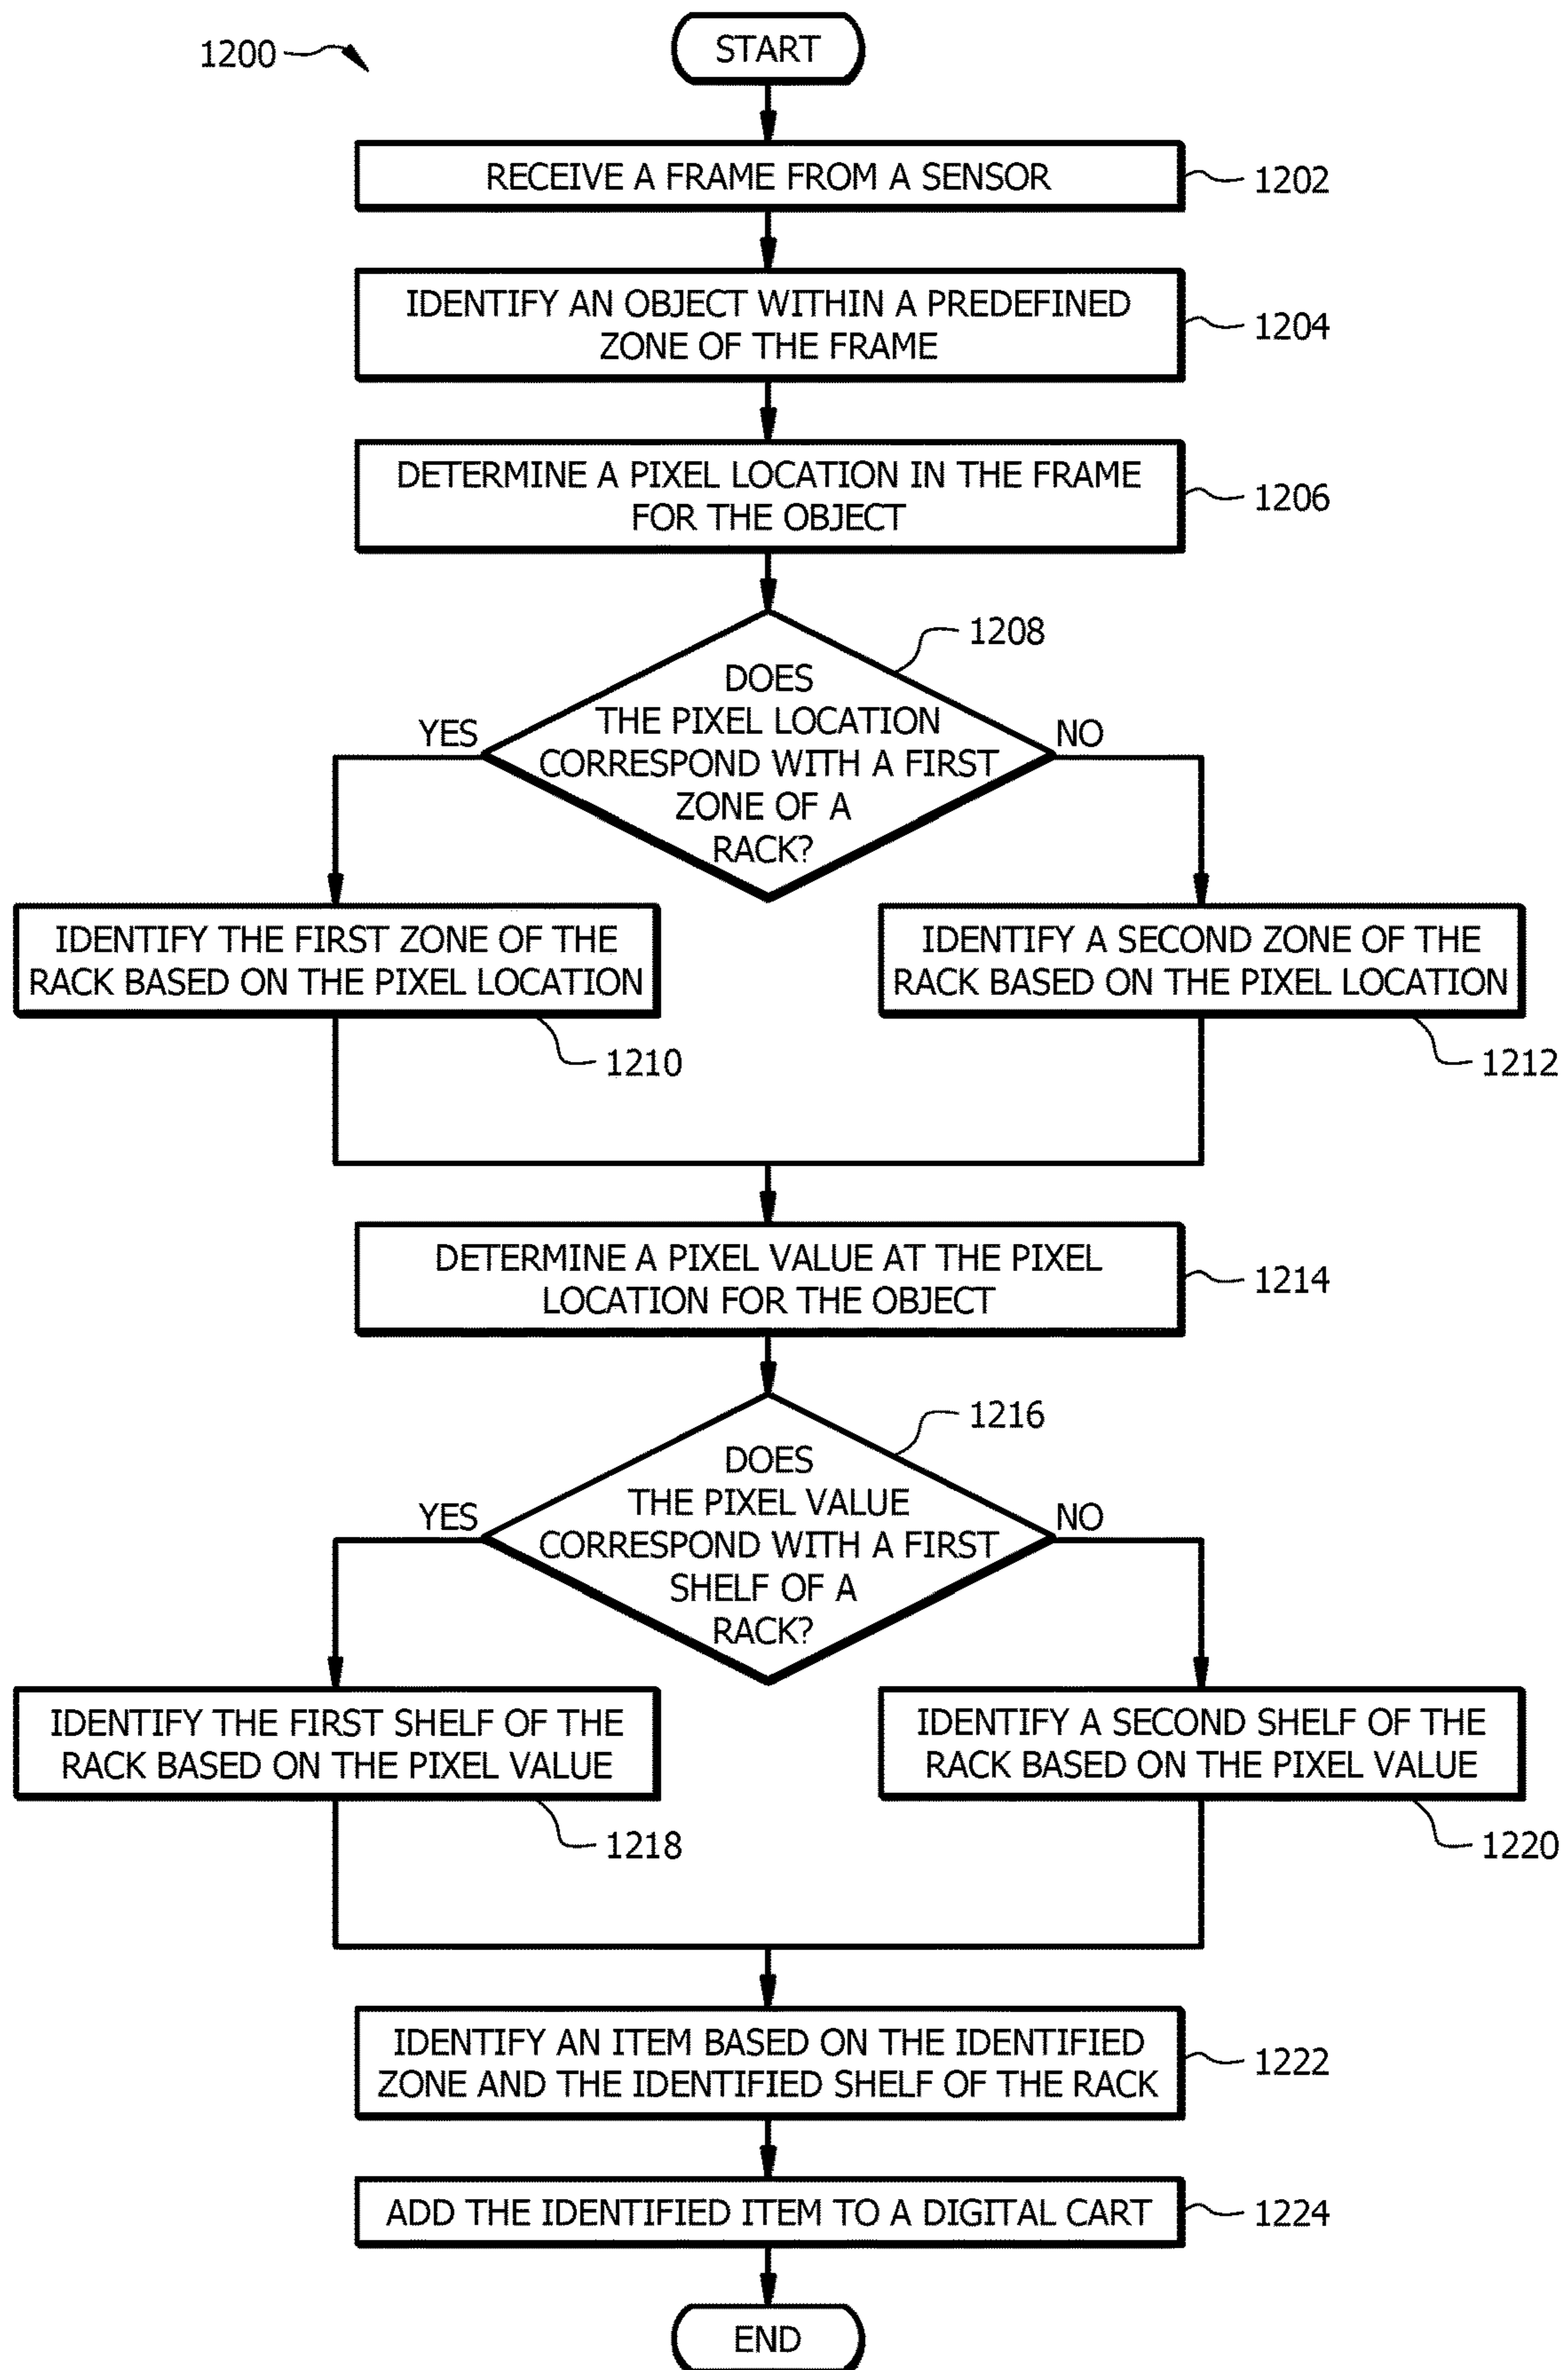 1200
START
RECEIVE A FRAME FROM A SENSOR
1202
IDENTIFY AN OBJECT WITHIN A PREDEFINED
ZONE OF THE FRAME
1204
DETERMINE A PIXEL LOCATION IN THE FRAME
FOR THE OBJECT
1206
1208
DOES
THE PIXEL LOCATION
CORRESPOND WITH A FIRST
ZONE OF A
RACK?
YES
NO
IDENTIFY THE FIRST ZONE OF THE
RACK BASED ON THE PIXEL LOCATION
1210
IDENTIFY A SECOND ZONE OF THE
RACK BASED ON THE PIXEL LOCATION
1212
DETERMINE A PIXEL VALUE AT THE PIXEL
LOCATION FOR THE OBJECT
1214
1216
DOES
THE PIXEL VALUE
CORRESPOND WITH A FIRST
SHELF OF A
RACK?
YES
NO
IDENTIFY THE FIRST SHELF OF THE
RACK BASED ON THE PIXEL VALUE
1218
IDENTIFY A SECOND SHELF OF THE
RACK BASED ON THE PIXEL VALUE
1220
IDENTIFY AN ITEM BASED ON THE IDENTIFIED
ZONE AND THE IDENTIFIED SHELF OF THE RACK
1222
ADD THE IDENTIFIED ITEM TO A DIGITAL CART
1224
END